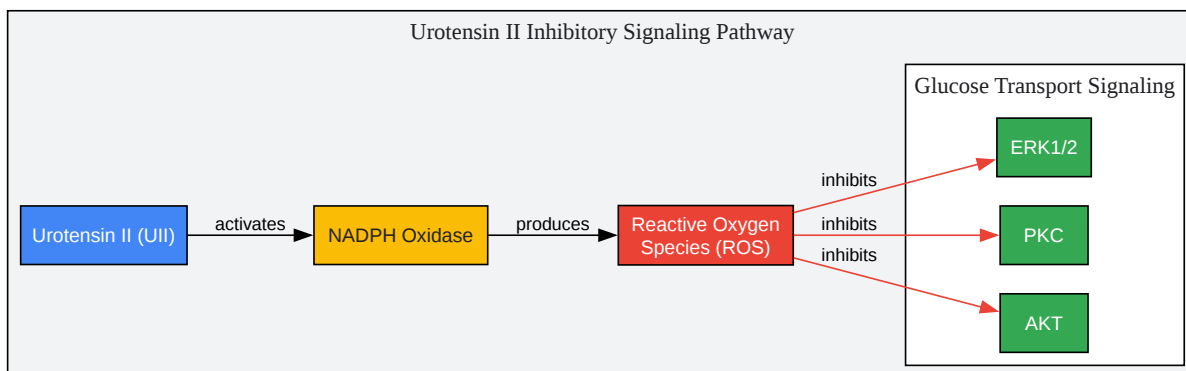 Urotensin II Inhibitory Signaling Pathway
Glucose Transport Signaling
Urotensin II (UII)
activates
NADPH Oxidase
produces
Reactive Oxygen
Species (ROS)
inhibits
ERK1/2
inhibits
PKC
inhibits
AKT